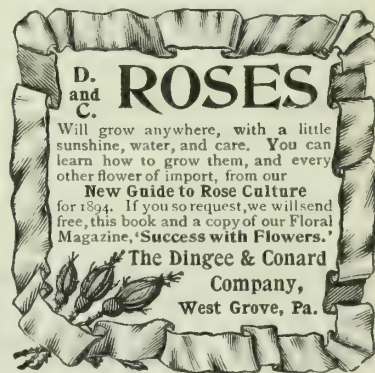 D. and C. ROSES
Will grow anywhere, with a little
sunshine, water, and care. You can
learn how to grow them, and every
other flower of import, from our
New Guide to Rose Culture
for 1894. If you so request, we will send
free, this book and a copy of our Floral
Magazine, 'Success with Flowers.'
The Dingee & Conard
Company,
West Grove, Pa.